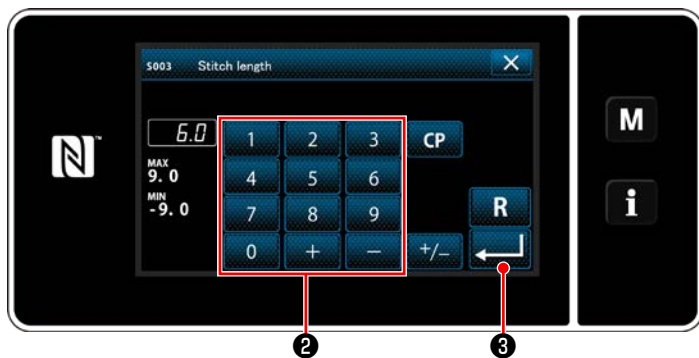 S003 Stitch length
6.0
1 2 3 CP
MAX
9. 0
4 5 6
MIN
-9. 0
7 8 9 R
0 + − +/−
M
i
N™
❷ ❸